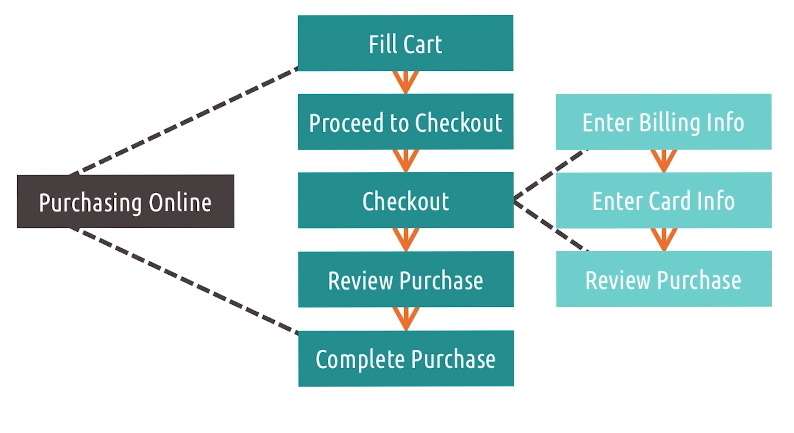 Purchasing Online
Fill Cart
Proceed to Checkout
Checkout
Review Purchase
Complete Purchase
Enter Billing Info
Enter Card Info
Review Purchase